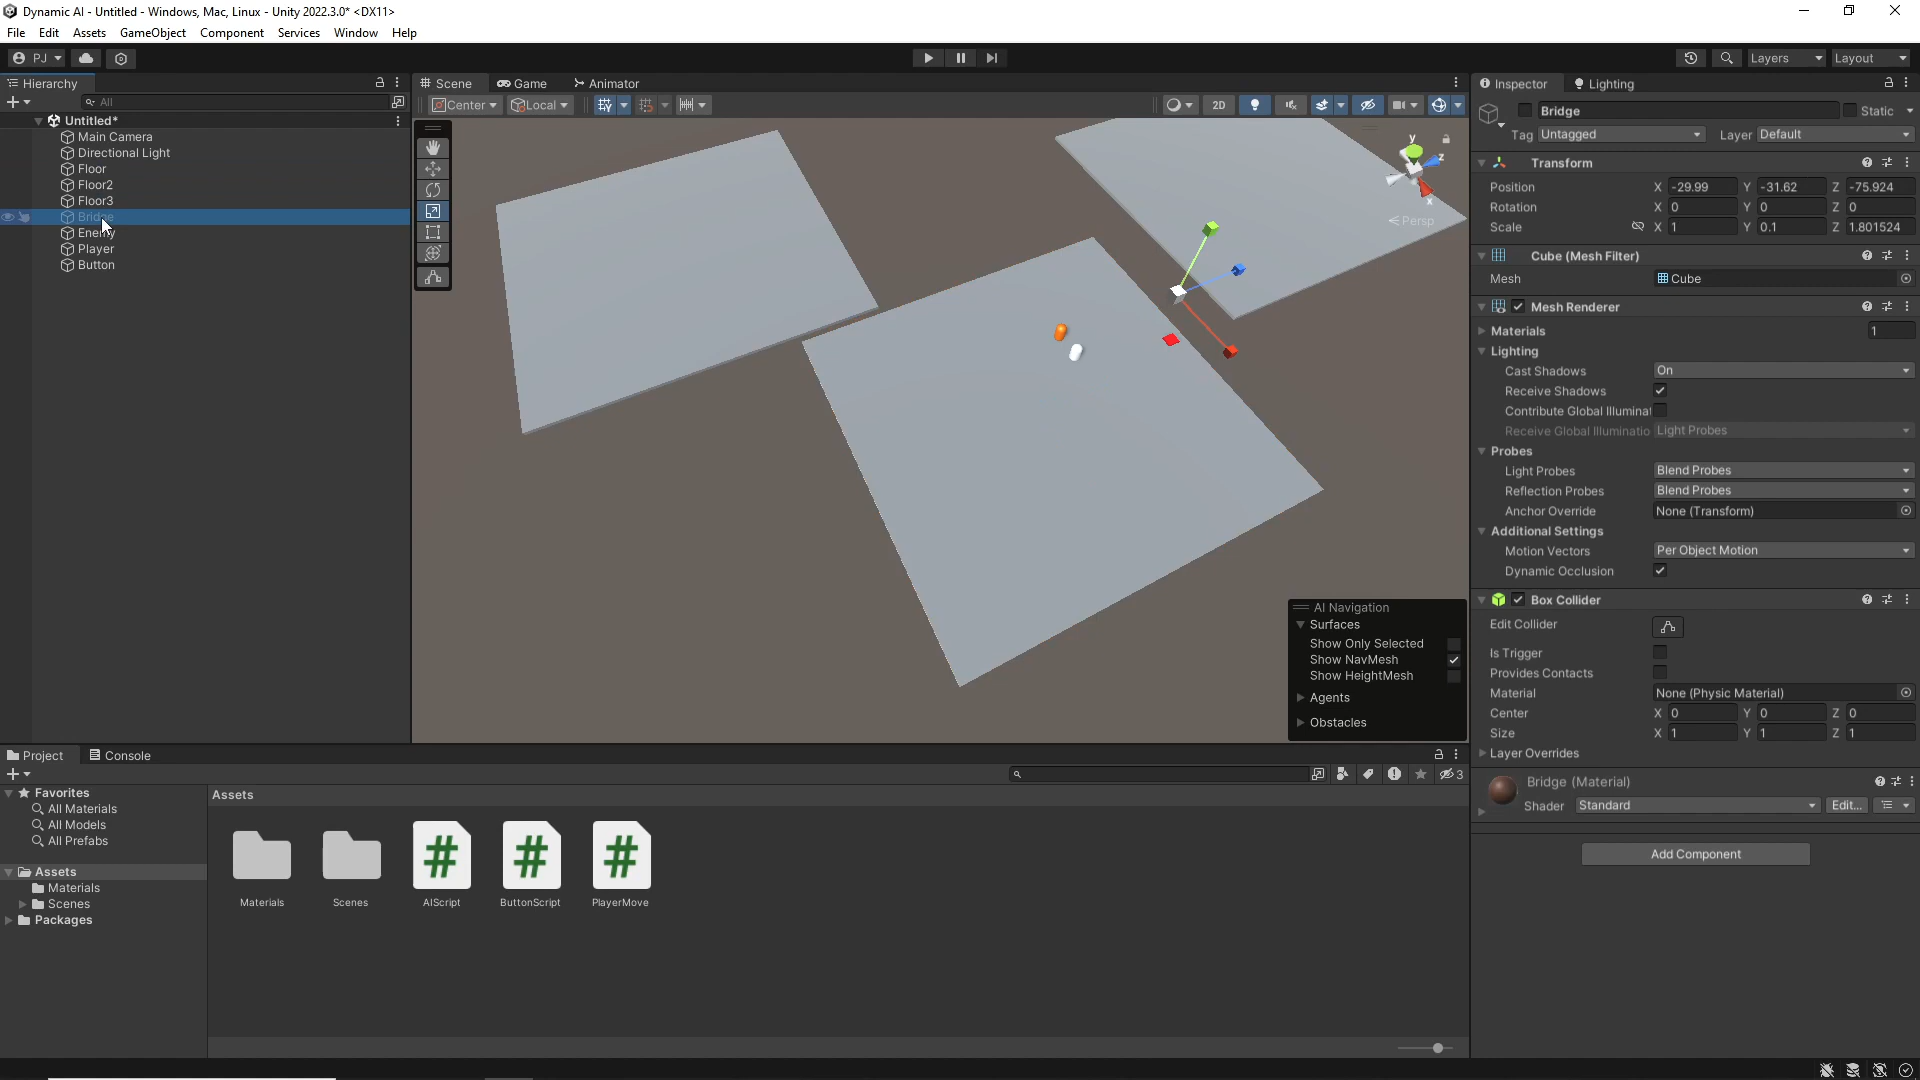 Dynamic AI - Untitled - Windows, Mac, Linux - Unity 2022.3.0* <DX11>
File Edit Assets GameObject Component Services Window Help
PJ
Layers
Layout
Hierarchy
All
Untitled*
Main Camera
Directional Light
Floor
Floor2
Floor3
Bridge
Enemy
Player
Button
Scene
Game
Animator
Center
Local
2D
y
z
x
Persp
AI Navigation
Surfaces
Show Only Selected
Show NavMesh
Show HeightMesh
Agents
Obstacles
Inspector
Lighting
Bridge
Static
Tag Untagged
Layer Default
Transform
Position X -29.99 Y -31.62 Z -75.924
Rotation X 0 Y 0 Z 0
Scale X 1 Y 0.1 Z 1.801524
Cube (Mesh Filter)
Mesh Cube
Mesh Renderer
Materials 1
Lighting
Cast Shadows On
Receive Shadows
Contribute Global Illuminat
Receive Global Illuminatio Light Probes
Probes
Light Probes Blend Probes
Reflection Probes Blend Probes
Anchor Override None (Transform)
Additional Settings
Motion Vectors Per Object Motion
Dynamic Occlusion
Box Collider
Edit Collider
Is Trigger
Provides Contacts
Material None (Physic Material)
Center X 0 Y 0 Z 0
Size X 1 Y 1 Z 1
Layer Overrides
Bridge (Material)
Shader Standard Edit...
Add Component
Project
Console
3
Favorites
All Materials
All Models
All Prefabs
Assets
Materials
Scenes
Packages
Assets
Materials
Scenes
AIScript
ButtonScript
PlayerMove